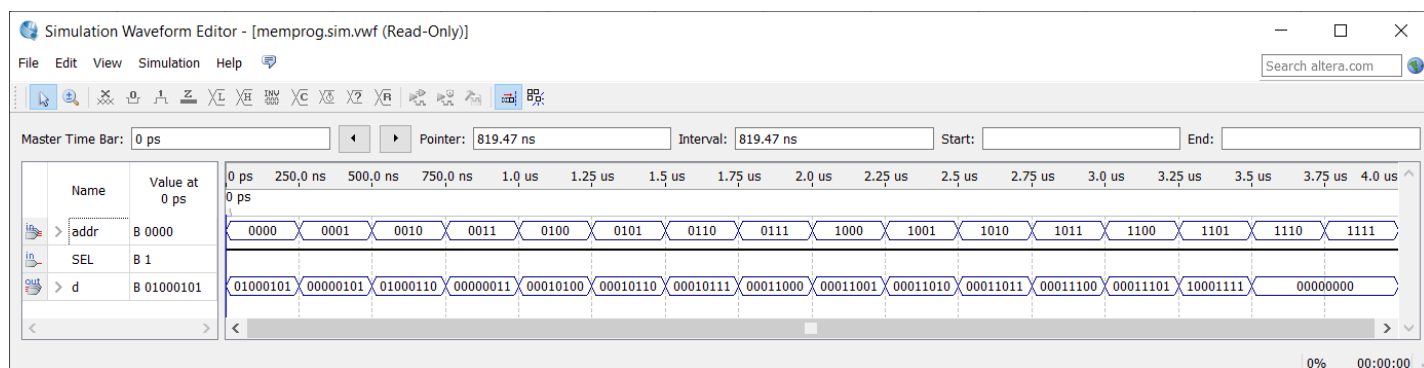 Simulation Waveform Editor - [memprog.sim.vwf (Read-Only)]
File Edit View Simulation Help
Search altera.com
Master Time Bar: 0 ps Pointer: 819.47 ns Interval: 819.47 ns Start: End:
Name Value at 0 ps
0 ps 250.0 ns 500.0 ns 750.0 ns 1.0 us 1.25 us 1.5 us 1.75 us 2.0 us 2.25 us 2.5 us 2.75 us 3.0 us 3.25 us 3.5 us 3.75 us 4.0 us
0 ps
in > addr B 0000 0000 0001 0010 0011 0100 0101 0110 0111 1000 1001 1010 1011 1100 1101 1110 1111
in SEL B 1
out > d B 01000101 01000101 00000101 01000110 00000011 00010100 00010110 00010111 00011000 00011001 00011010 00011011 00011100 00011101 10001111 00000000
0% 00:00:00